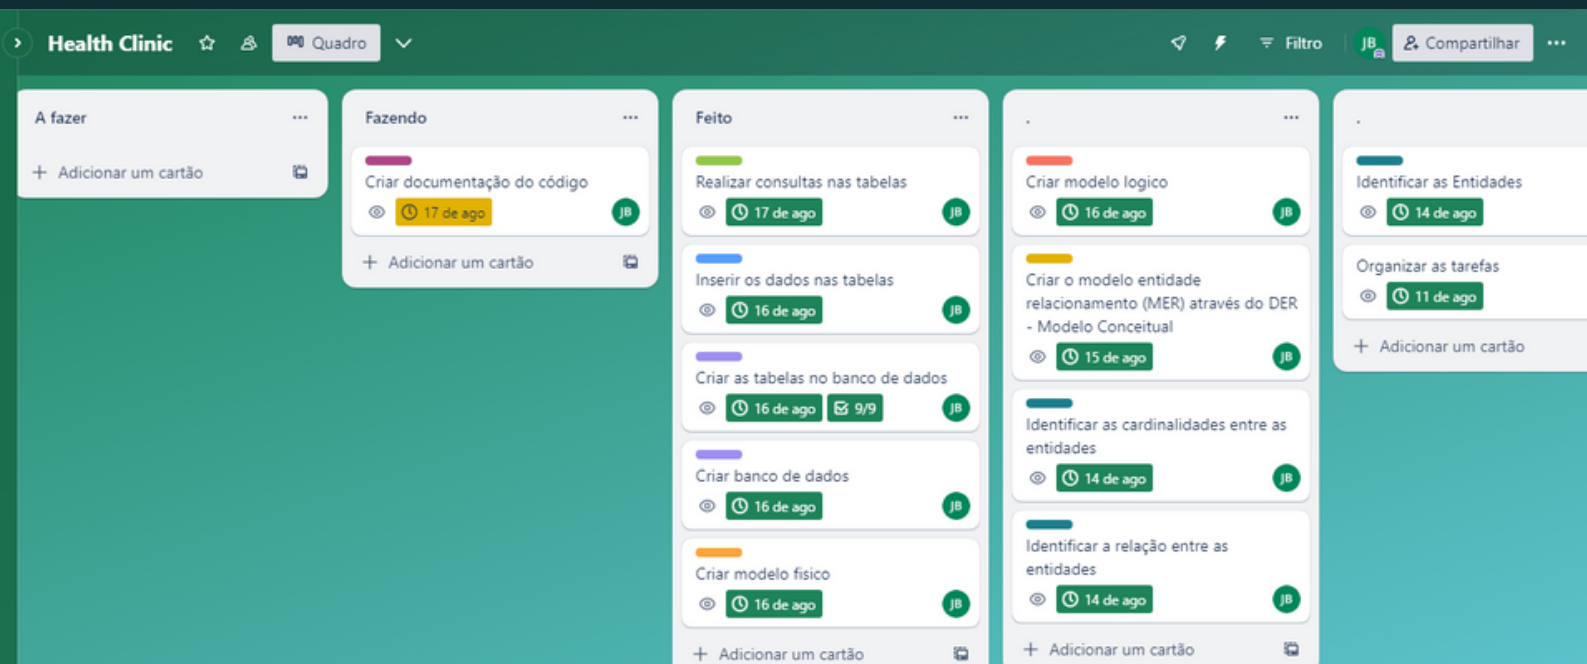 Health Clinic
Quadro
Filtro
JB
Compartilhar
A fazer
Adicionar um cartão
Fazendo
Criar documentação do código
17 de ago
JB
Adicionar um cartão
Feito
Realizar consultas nas tabelas
17 de ago
JB
Inserir os dados nas tabelas
16 de ago
JB
Criar as tabelas no banco de dados
16 de ago
9/9
JB
Criar banco de dados
16 de ago
JB
Criar modelo fisico
16 de ago
JB
Adicionar um cartão
.
Criar modelo logico
16 de ago
JB
Criar o modelo entidade
relacionamento (MER) através do DER
- Modelo Conceitual
15 de ago
JB
Identificar as cardinalidades entre as
entidades
14 de ago
JB
Identificar a relação entre as
entidades
14 de ago
JB
Adicionar um cartão
.
Identificar as Entidades
14 de ago
Organizar as tarefas
11 de ago
Adicionar um cartão